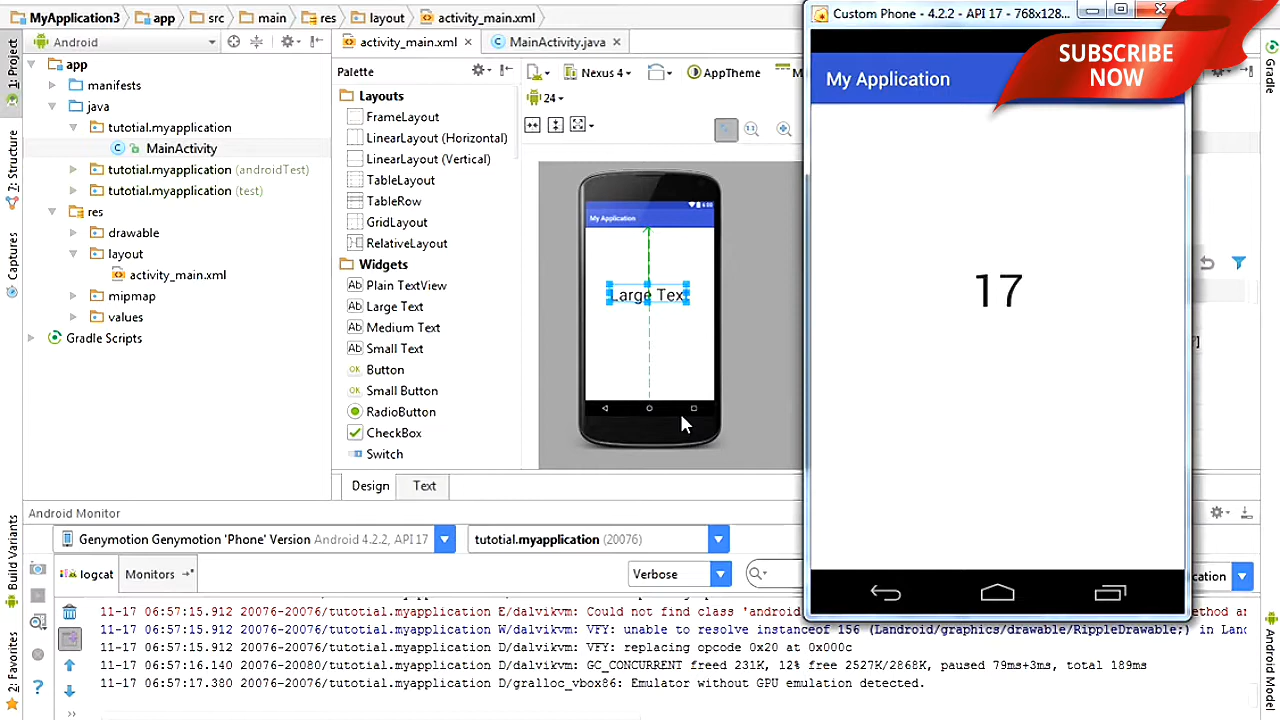 MyApplication3 app src main res layout activity_main.xml
Custom Phone - 4.2.2 - API 17 - 768x128...
SUBSCRIBE
NOW
1: Project
Android
activity_main.xml
MainActivity.java
Gradle
app
manifests
java
tutotial.myapplication
MainActivity
tutotial.myapplication (androidTest)
tutotial.myapplication (test)
res
drawable
layout
activity_main.xml
mipmap
values
Gradle Scripts
Z: Structure
Captures
Palette
Layouts
FrameLayout
LinearLayout (Horizontal)
LinearLayout (Vertical)
TableLayout
TableRow
GridLayout
RelativeLayout
Widgets
Plain TextView
Large Text
Medium Text
Small Text
Button
Small Button
RadioButton
CheckBox
Switch
Nexus 4
AppTheme
24
My Application
Large Tex
Design Text
My Application
17
Android Monitor
Genymotion Genymotion 'Phone' Version Android 4.2.2, API 17
tutotial.myapplication (20076)
logcat Monitors
Verbose
cation
Build Variants
2: Favorites
Android Model
11-17 06:57:15.912 20076-20076/tutotial.myapplication E/dalvikvm: Could not find class 'android
11-17 06:57:15.912 20076-20076/tutotial.myapplication W/dalvikvm: VFY: unable to resolve instanceof 156 (Landroid/graphics/drawable/RippleDrawable;) in Lan
11-17 06:57:15.912 20076-20076/tutotial.myapplication D/dalvikvm: VFY: replacing opcode 0x20 at 0x000c
11-17 06:57:16.140 20076-20080/tutotial.myapplication D/dalvikvm: GC_CONCURRENT freed 231K, 12% free 2527K/2868K, paused 79ms+3ms, total 189ms
11-17 06:57:17.380 20076-20076/tutotial.myapplication D/gralloc_vbox86: Emulator without GPU emulation detected.